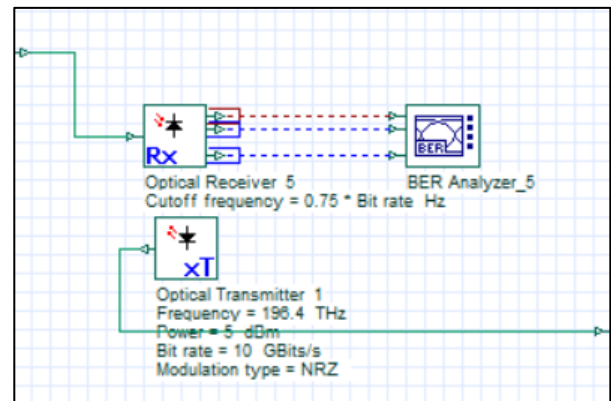 Rx
BER
Optical Receiver 5
BER Analyzer_5
Cutoff frequency = 0.75 * Bit rate Hz
xT
Optical Transmitter 1
Frequency = 196.4 THz
Power = 5 dBm
Bit rate = 10 GBits/s
Modulation type = NRZ